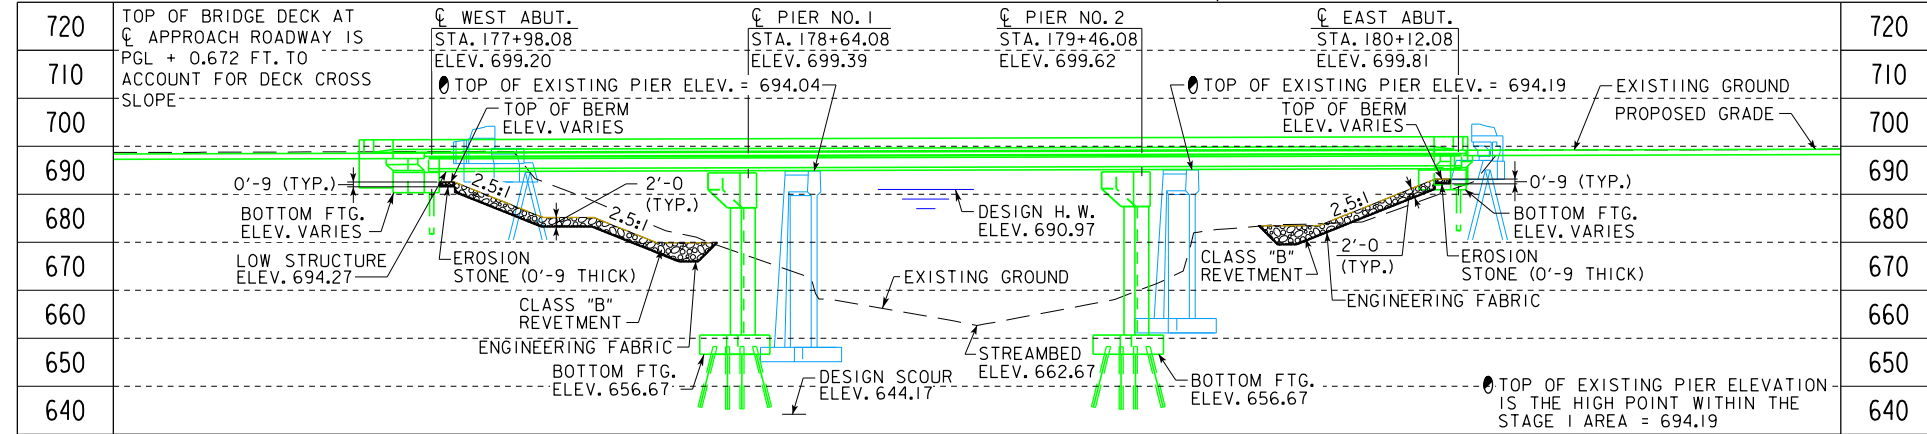 720
710
700
690
680
670
660
650
640
TOP OF BRIDGE DECK AT
℄ APPROACH ROADWAY IS
PGL + 0.672 FT. TO
ACCOUNT FOR DECK CROSS
SLOPE
℄ WEST ABUT.
STA. 177+98.08
ELEV. 699.20
℄ PIER NO. 1
STA. 178+64.08
ELEV. 699.39
℄ PIER NO. 2
STA. 179+46.08
ELEV. 699.62
℄ EAST ABUT.
STA. 180+12.08
ELEV. 699.81
TOP OF EXISTING PIER ELEV. = 694.04
TOP OF EXISTING PIER ELEV. = 694.19
TOP OF BERM
ELEV. VARIES
TOP OF BERM
ELEV. VARIES
EXISTIING GROUND
PROPOSED GRADE
0'-9 (TYP.)
2.5:1
2'-0
(TYP.)
2.5:1
BOTTOM FTG.
ELEV. VARIES
LOW STRUCTURE
ELEV. 694.27
EROSION
STONE (0'-9 THICK)
CLASS "B"
REVETMENT
ENGINEERING FABRIC
BOTTOM FTG.
ELEV. 656.67
DESIGN H.W.
ELEV. 690.97
EXISTING GROUND
STREAMBED
ELEV. 662.67
DESIGN SCOUR
ELEV. 644.17
BOTTOM FTG.
ELEV. 656.67
CLASS "B"
REVETMENT
2.5:1
2'-0
(TYP.)
ENGINEERING FABRIC
0'-9 (TYP.)
BOTTOM FTG.
ELEV. VARIES
EROSION
STONE (0'-9 THICK)
TOP OF EXISTING PIER ELEVATION
IS THE HIGH POINT WITHIN THE
STAGE 1 AREA = 694.19
720
710
700
690
680
670
660
650
640